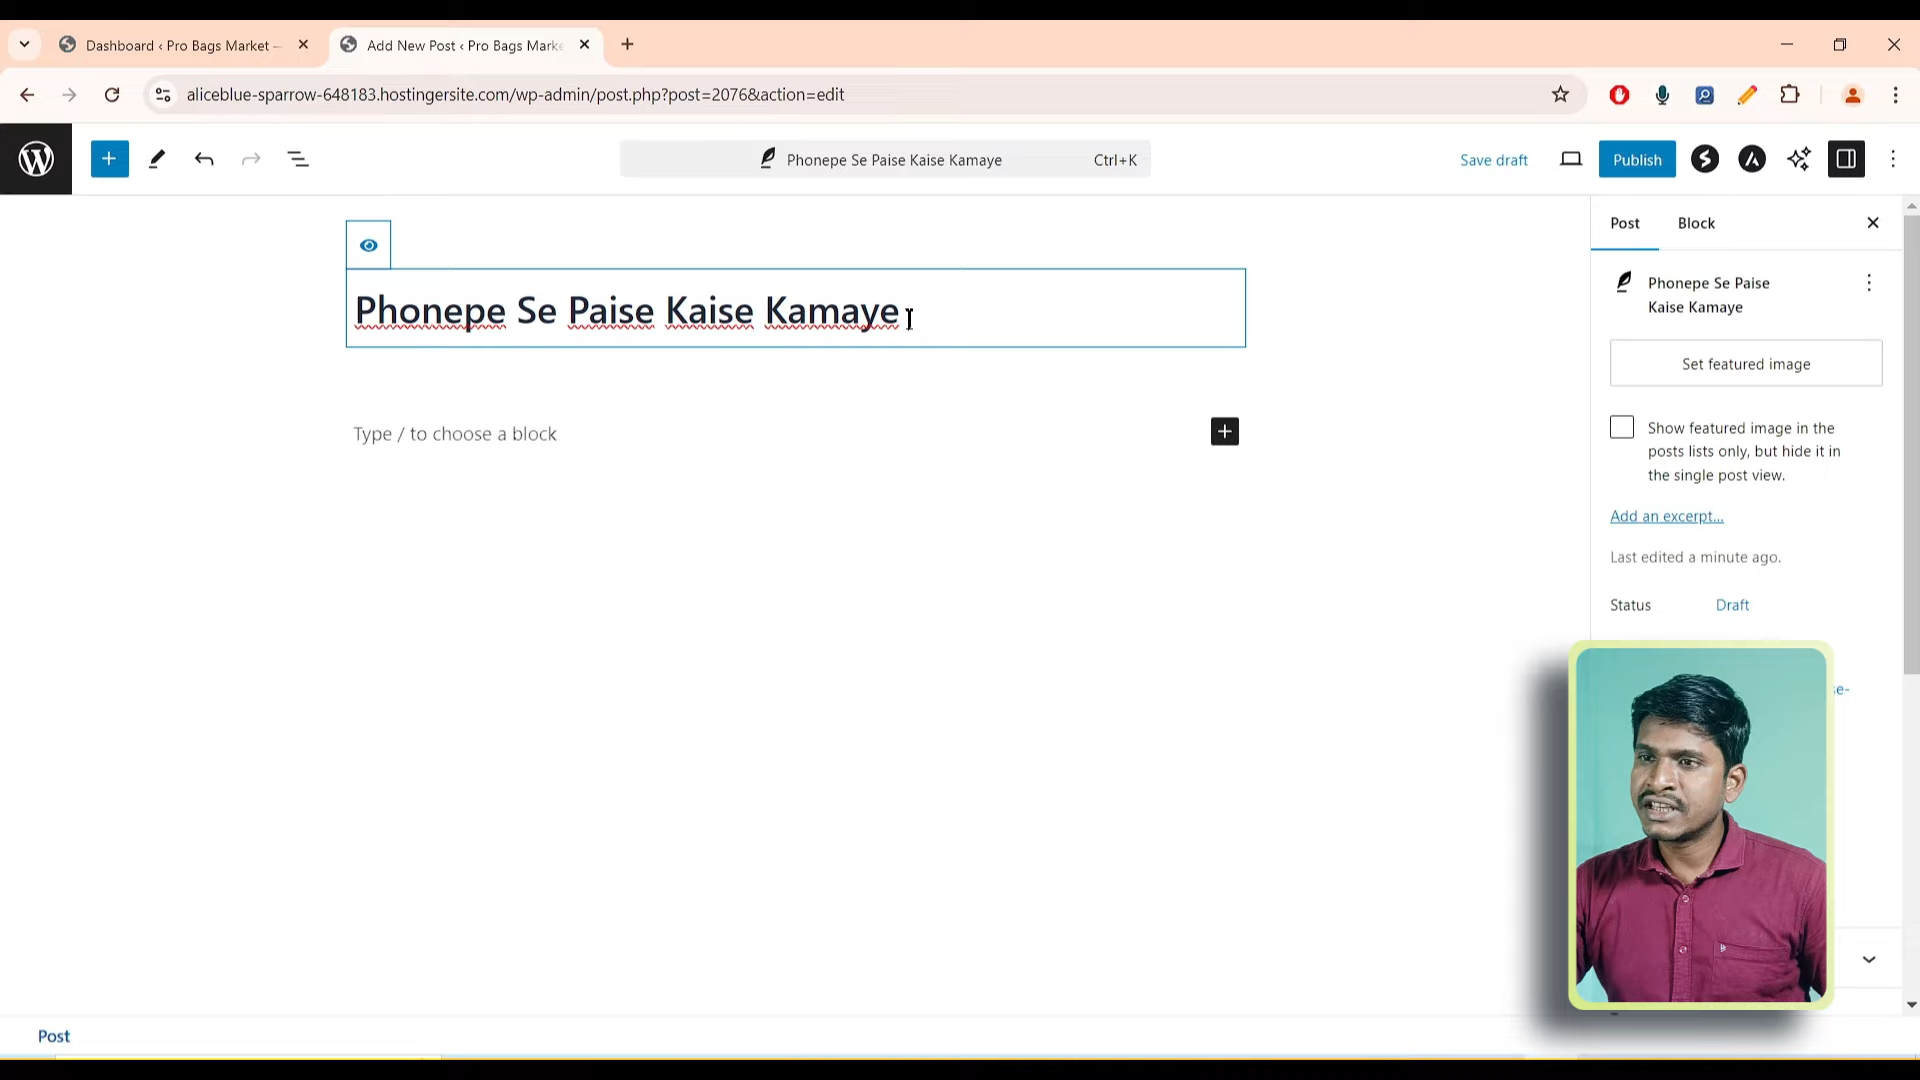 Dashboard ‹ Pro Bags Market –
Add New Post ‹ Pro Bags Marke
aliceblue-sparrow-648183.hostingersite.com/wp-admin/post.php?post=2076&action=edit
Phonepe Se Paise Kaise Kamaye Ctrl+K
Save draft
Publish
Post Block
Phonepe Se Paise Kaise Kamaye
Phonepe Se Paise
Kaise Kamaye
Set featured image
Type / to choose a block
Show featured image in the
posts lists only, but hide it in
the single post view.
Add an excerpt...
Last edited a minute ago.
Status Draft
se-
Post